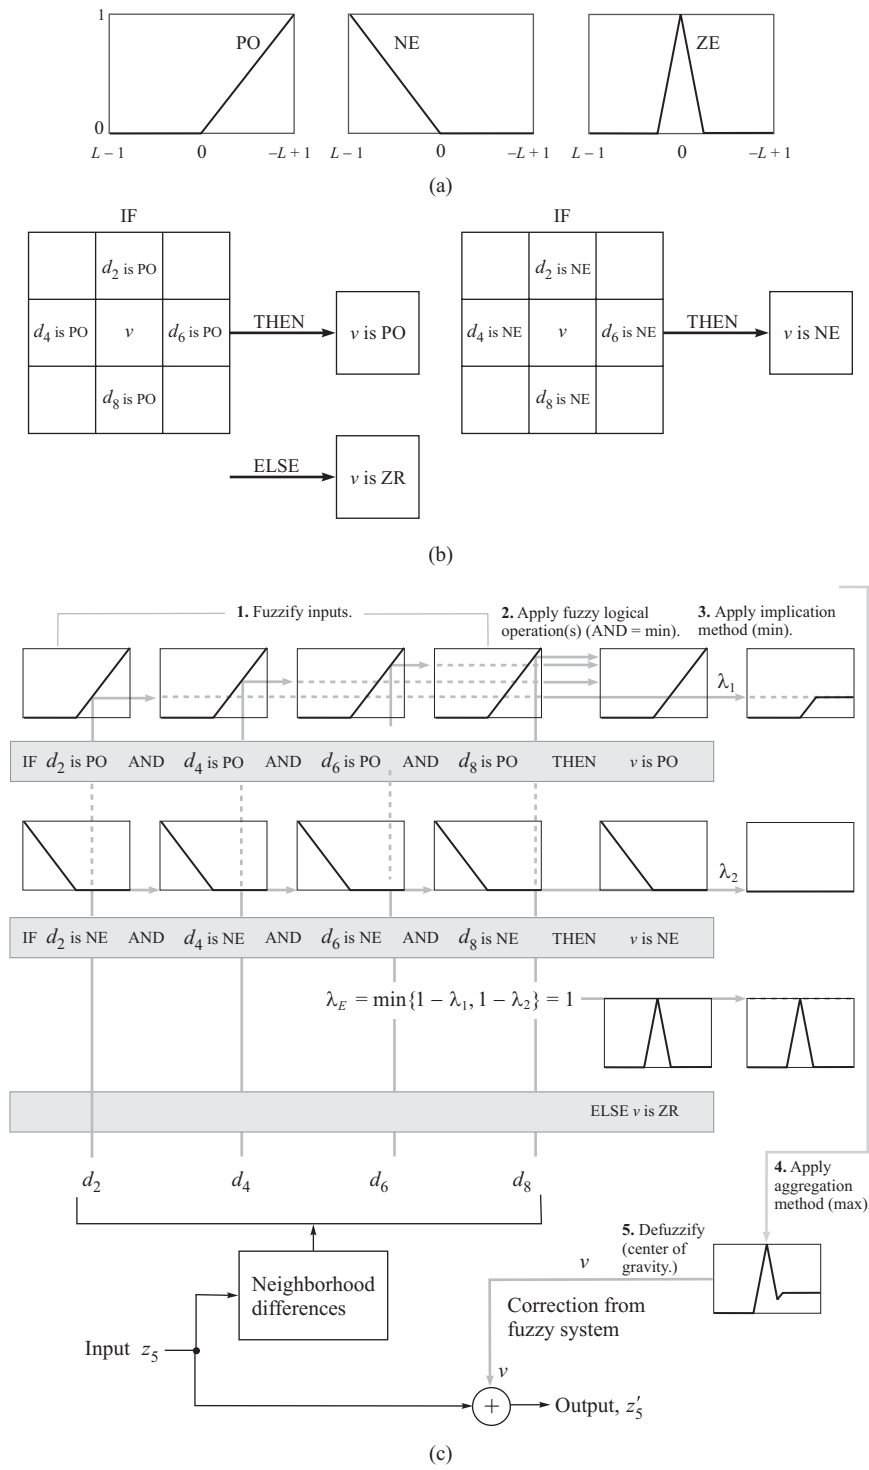 1
PO
NE
ZE
0
L – 1 0 –L + 1
L – 1 0 –L + 1
L – 1 0 –L + 1
(a)
IF
d2 is PO
d4 is PO v d6 is PO
d8 is PO
THEN
v is PO
ELSE
v is ZR
IF
d2 is NE
d4 is NE v d6 is NE
d8 is NE
THEN
v is NE
(b)
1. Fuzzify inputs.
2. Apply fuzzy logical
operation(s) (AND = min).
3. Apply implication
method (min).
λ1
IF d2 is PO AND d4 is PO AND d6 is PO AND d8 is PO THEN v is PO
λ2
IF d2 is NE AND d4 is NE AND d6 is NE AND d8 is NE THEN v is NE
λE = min{1 – λ1, 1 – λ2} = 1
ELSE v is ZR
d2 d4 d6 d8
4. Apply
aggregation
method (max).
5. Defuzzify
(center of
gravity.)
v
Neighborhood
differences
Correction from
fuzzy system
Input z5
v
+
Output, z′5
(c)